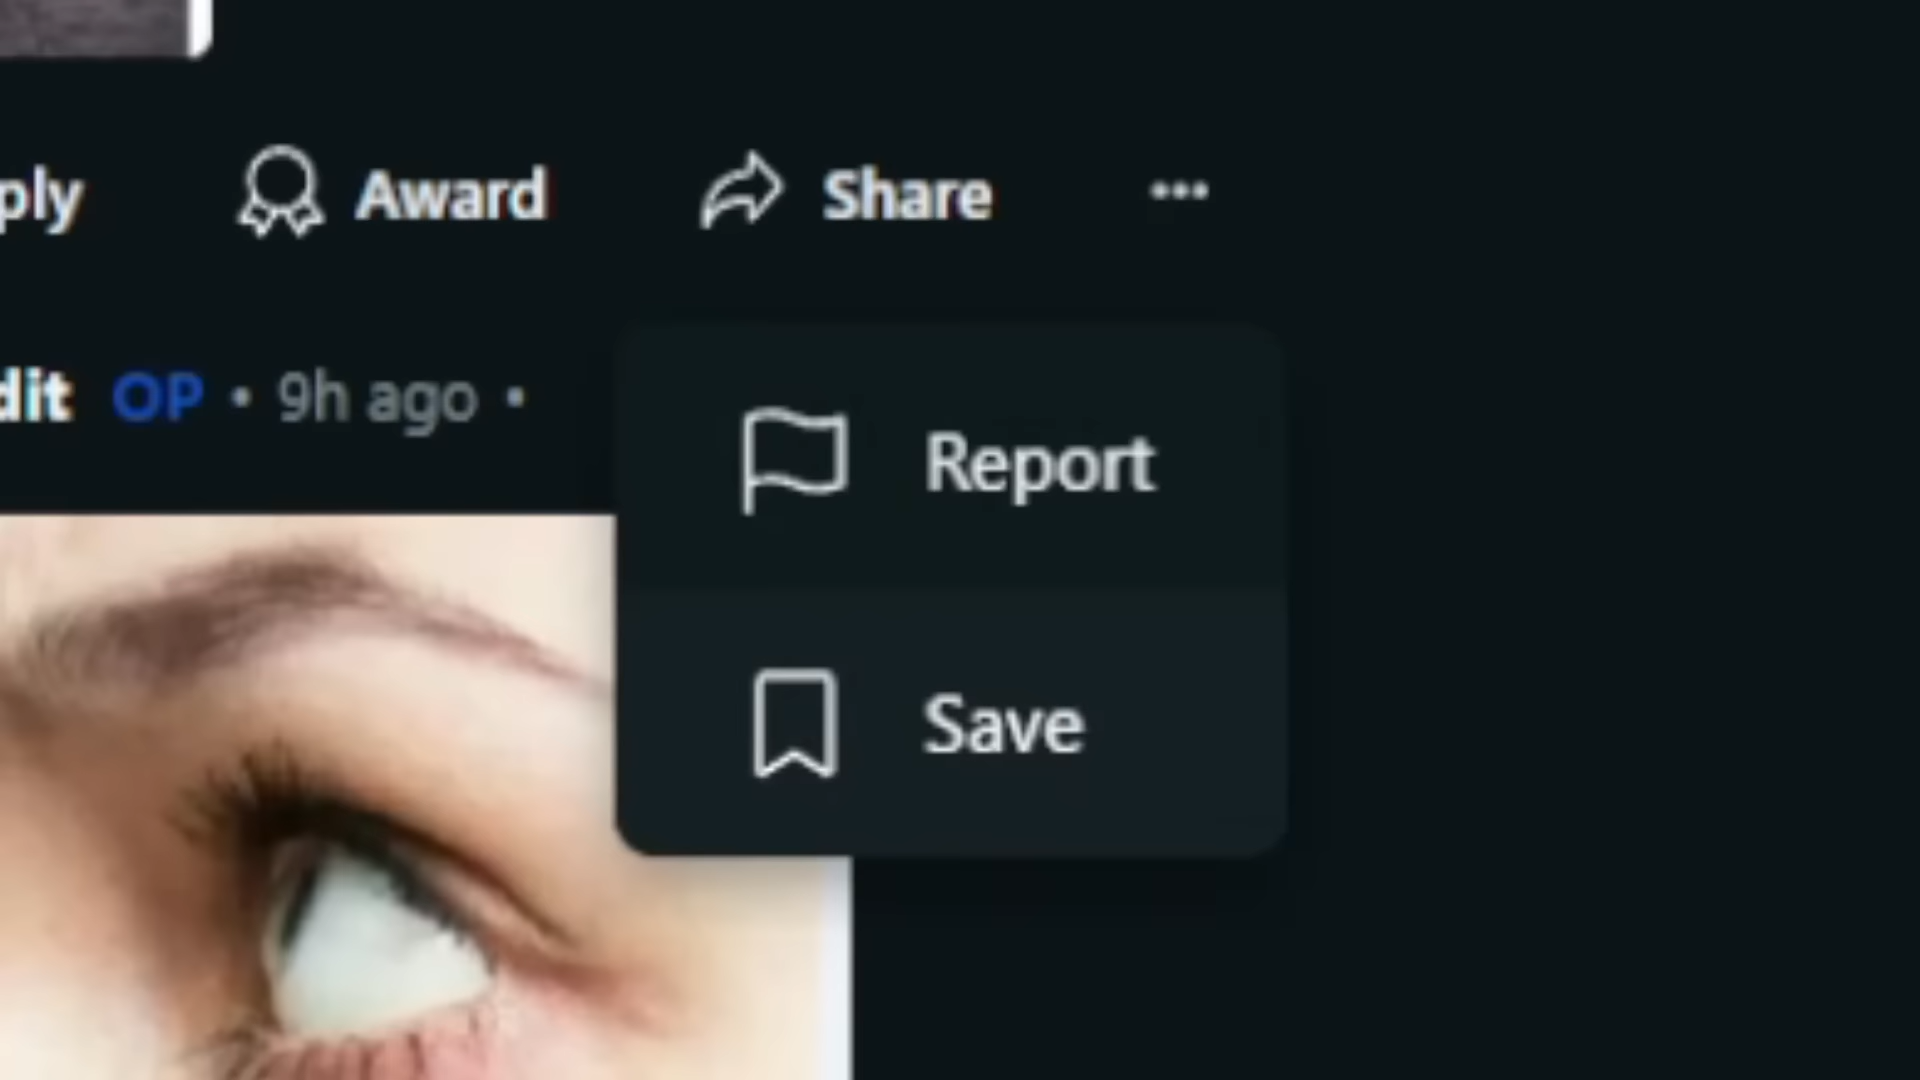 ply Award Share •••
dit OP • 9h ago •
Report
Save